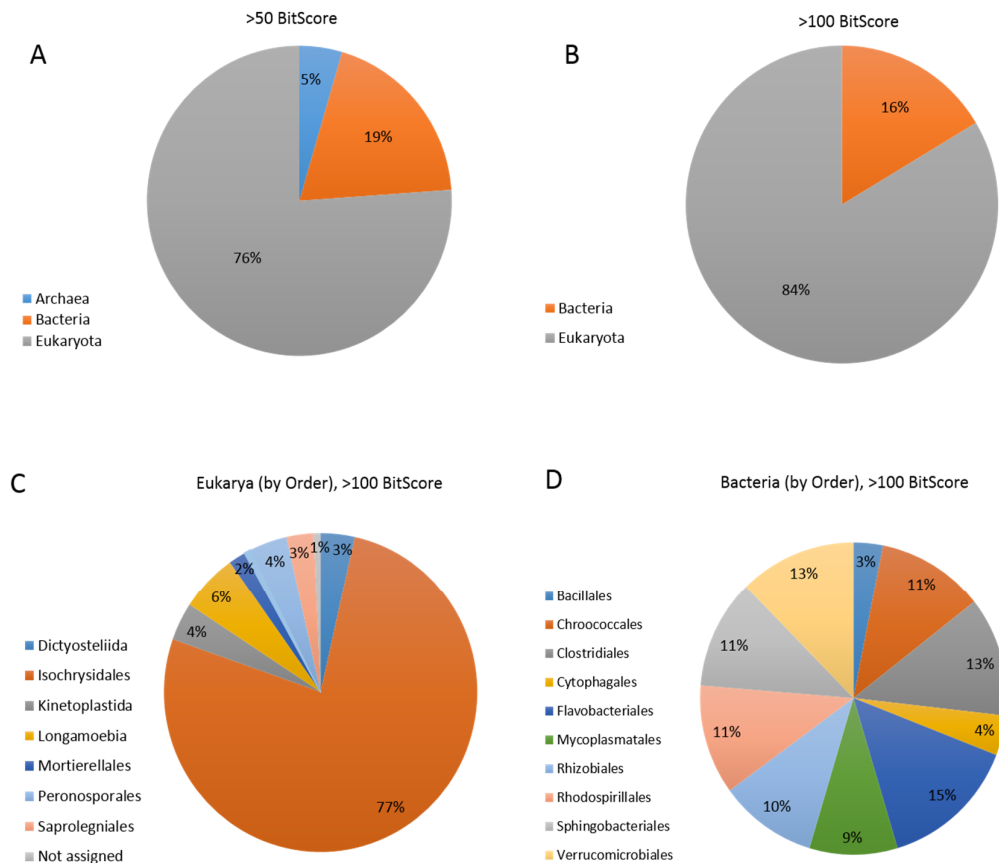 >50 BitScore
A
5%
19%
76%
Archaea
Bacteria
Eukaryota
>100 BitScore
B
16%
84%
Bacteria
Eukaryota
C
Eukarya (by Order), >100 BitScore
1%
3%
3%
4%
2%
6%
4%
77%
Dictyosteliida
Isochrysidales
Kinetoplastida
Longamoebia
Mortierellales
Peronosporales
Saprolegniales
Not assigned
D
Bacteria (by Order), >100 BitScore
3%
11%
13%
4%
15%
9%
10%
11%
11%
13%
Bacillales
Chroococcales
Clostridiales
Cytophagales
Flavobacteriales
Mycoplasmatales
Rhizobiales
Rhodospirillales
Sphingobacteriales
Verrucomicrobiales